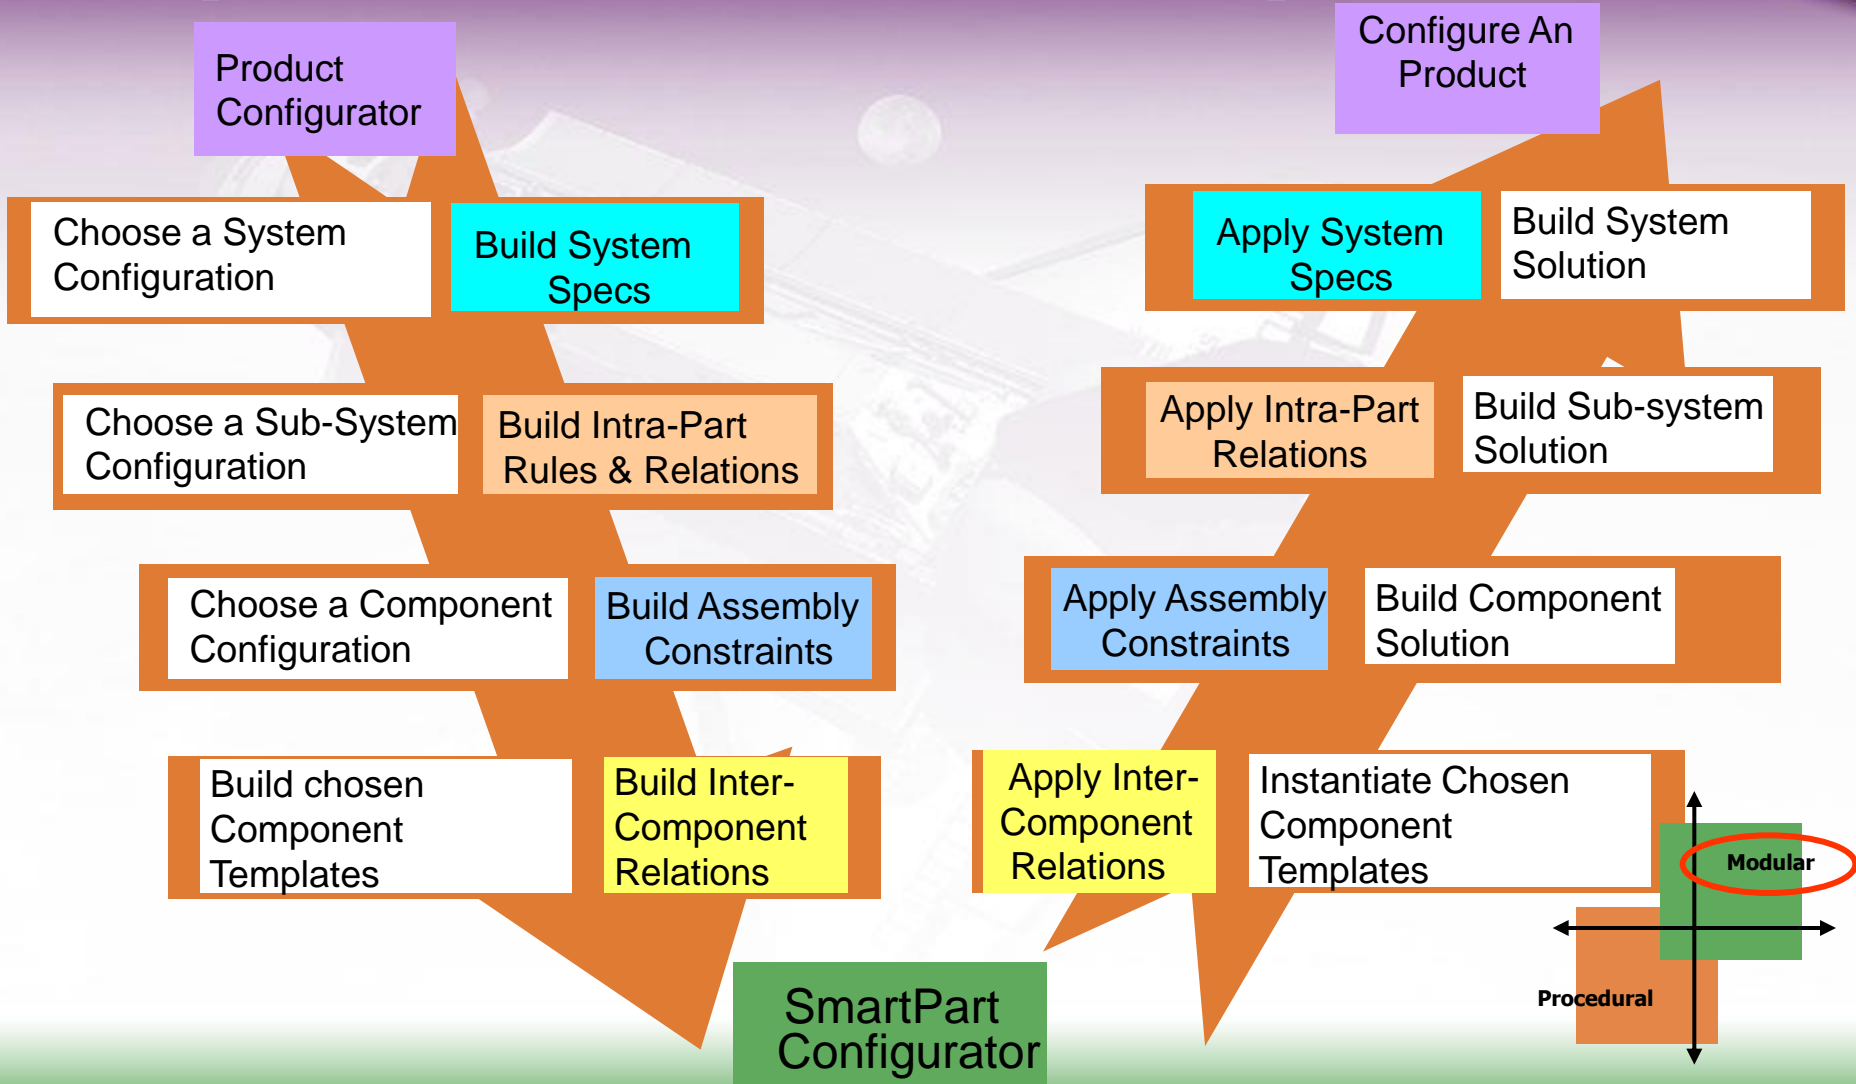 Product
Configurator
Configure An
Product
Choose a System
Configuration
Build System
Specs
Apply System
Specs
Build System
Solution
Choose a Sub-System
Configuration
Build Intra-Part
Rules & Relations
Apply Intra-Part
Relations
Build Sub-system
Solution
Choose a Component
Configuration
Build Assembly
Constraints
Apply Assembly
Constraints
Build Component
Solution
Build chosen
Component
Templates
Build Inter-
Component
Relations
Apply Inter-
Component
Relations
Instantiate Chosen
Component
Templates
Modular
Procedural
SmartPart
Configurator